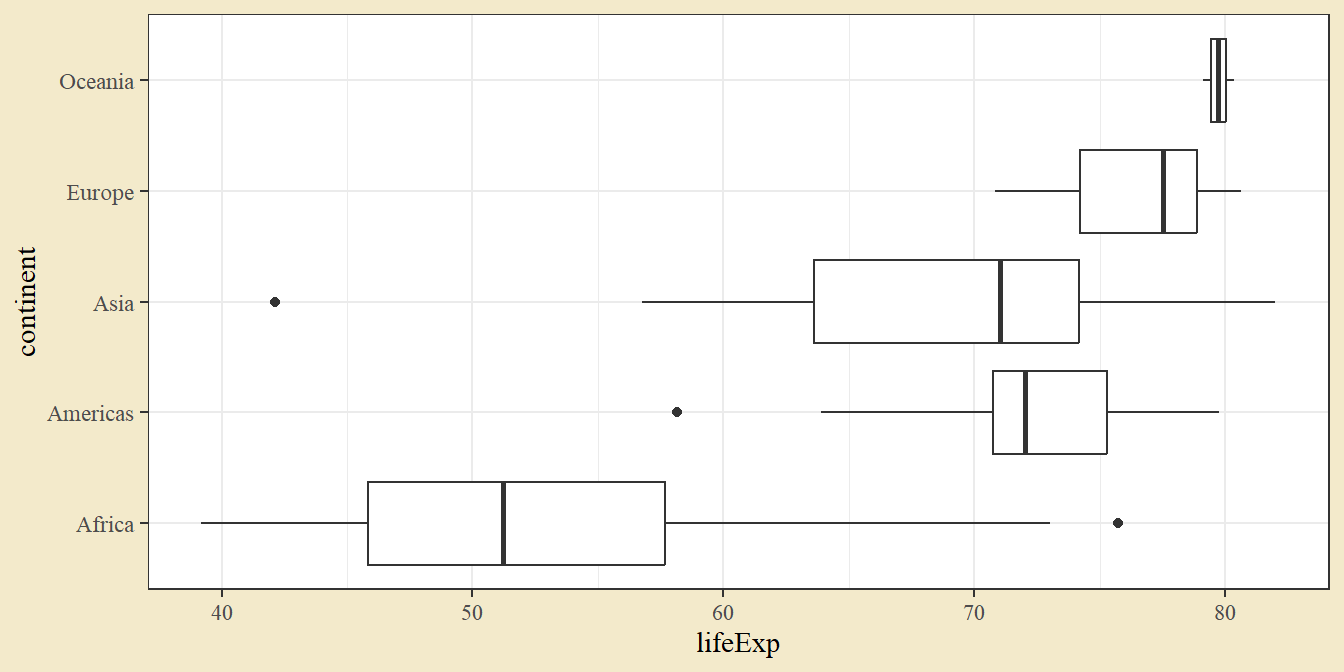 Oceania
Europe
Asia
Americas
Africa
continent
40 50 60 70 80
lifeExp